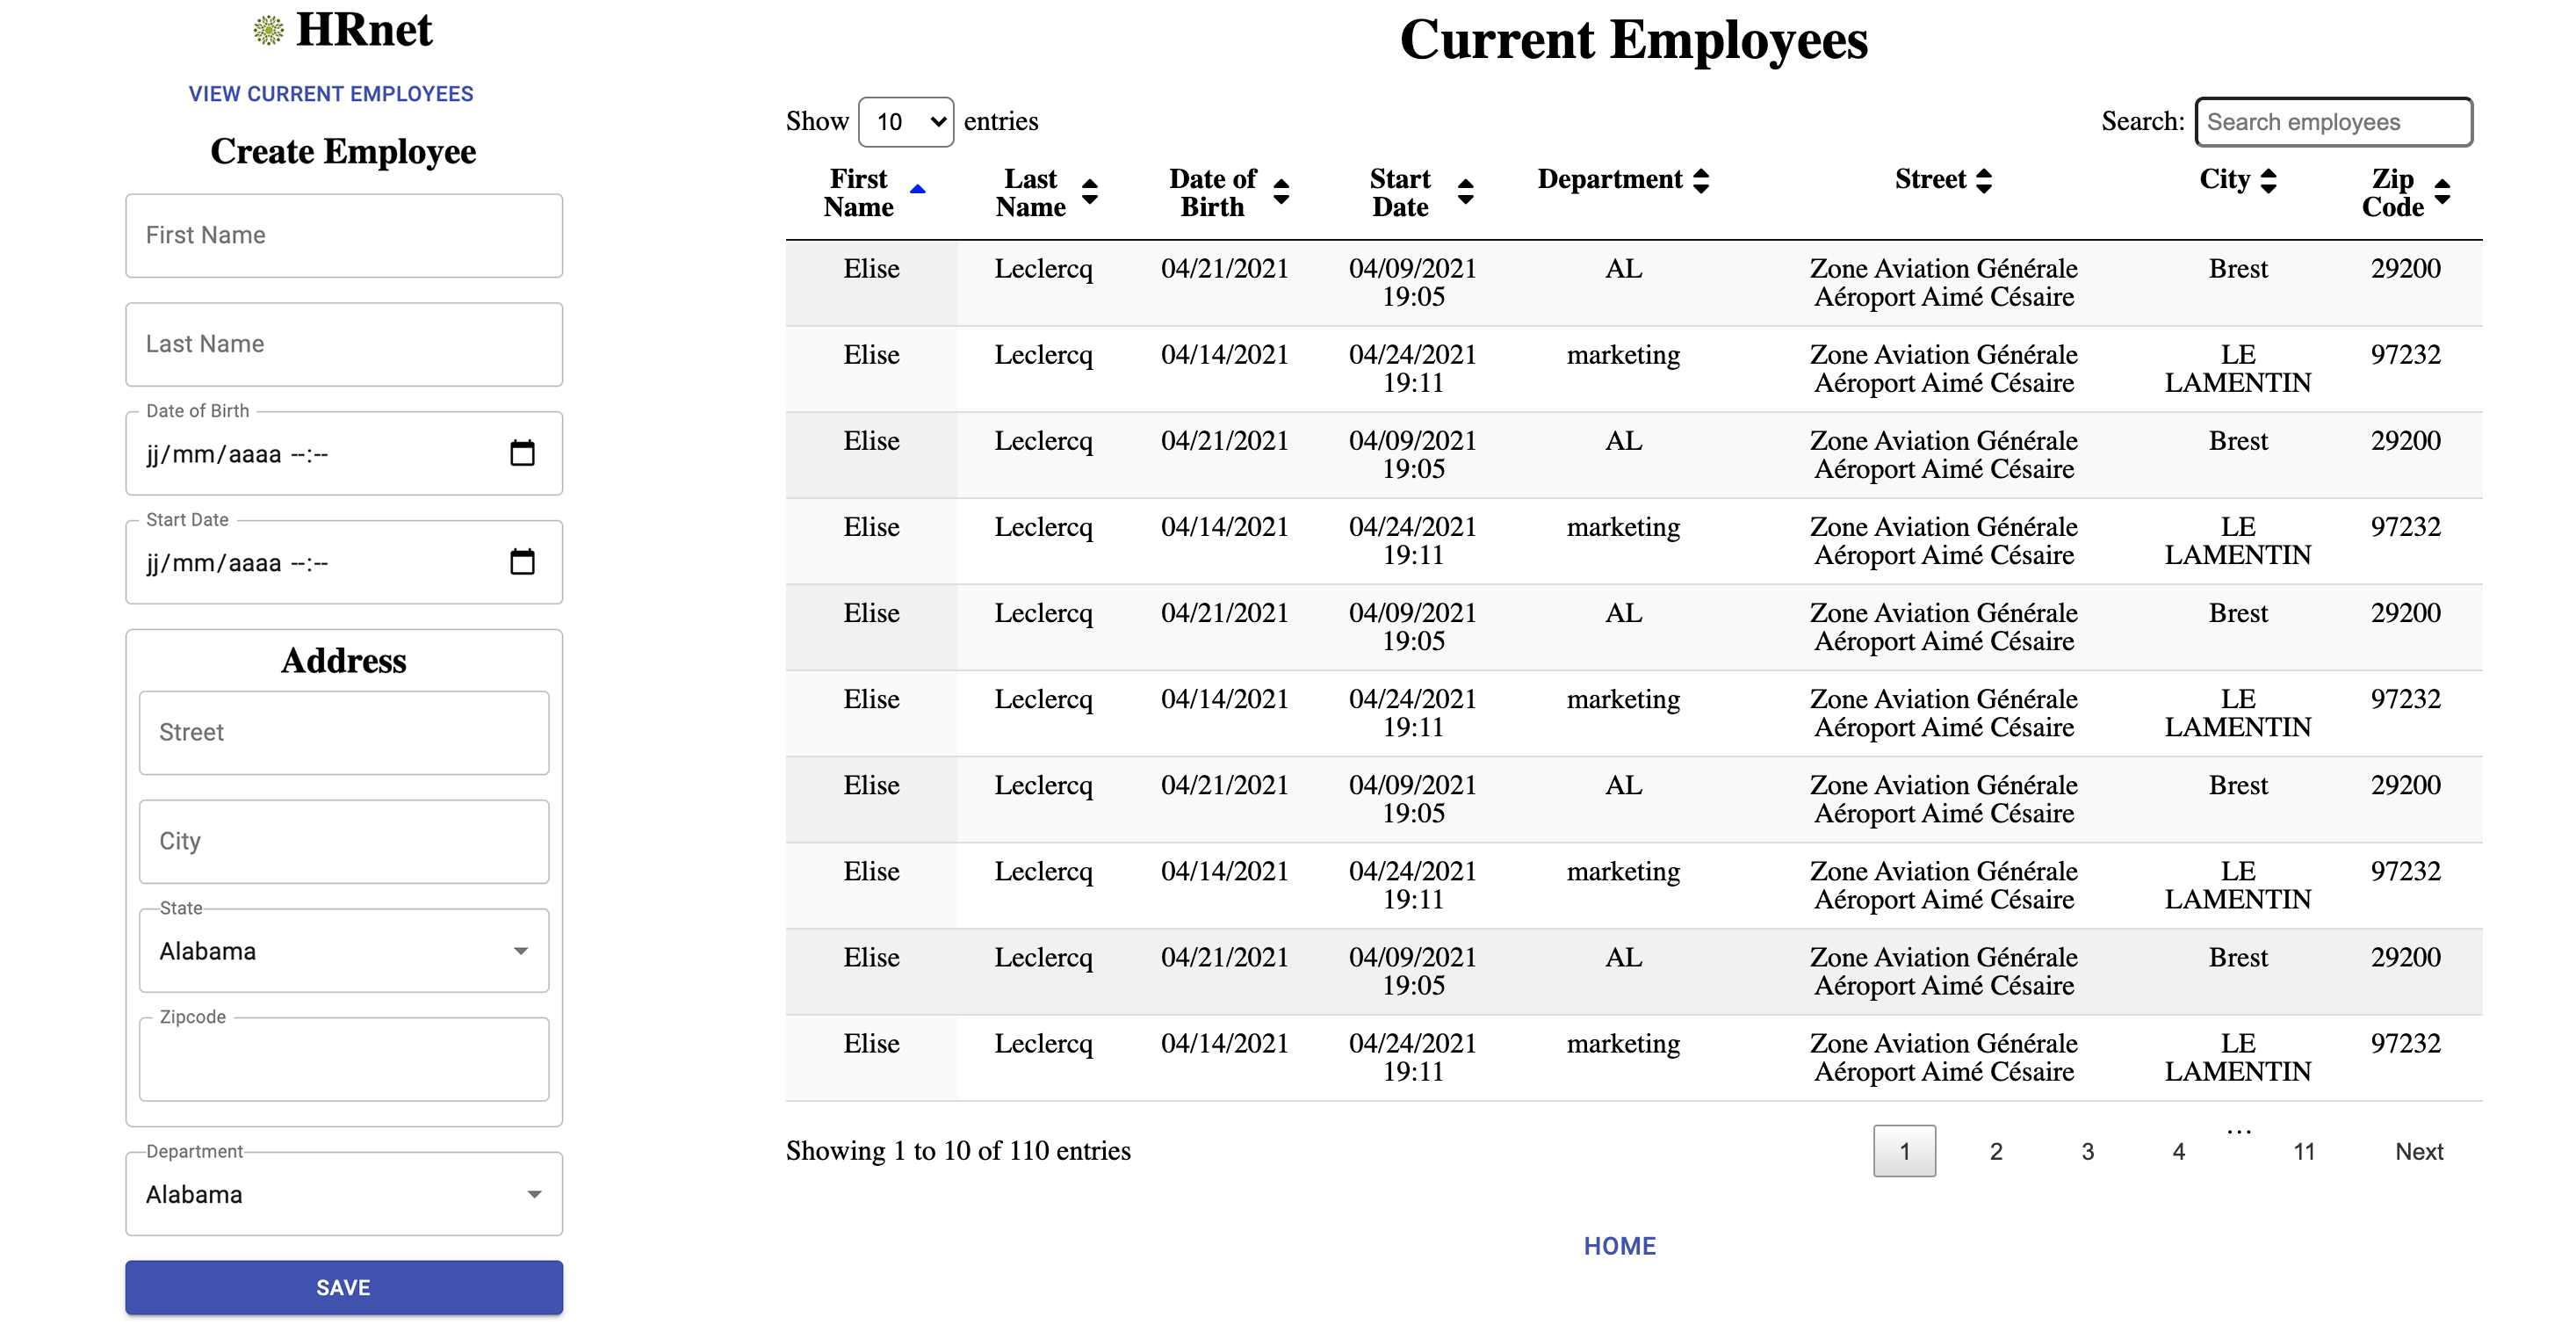 HRnet
VIEW CURRENT EMPLOYEES
Create Employee
First Name
Last Name
Date of Birth
jj/mm/aaaa --:--
Start Date
jj/mm/aaaa --:--
Address
Street
City
State
Alabama
Zipcode
Department
Alabama
SAVE
Current Employees
Show 10 entries
Search: Search employees
First Name Last Name Date of Birth Start Date Department Street City Zip Code
Elise Leclercq 04/21/2021 04/09/2021 AL Zone Aviation Générale Brest 29200
19:05 Aéroport Aimé Césaire
Elise Leclercq 04/14/2021 04/24/2021 marketing Zone Aviation Générale LE 97232
19:11 Aéroport Aimé Césaire LAMENTIN
Elise Leclercq 04/21/2021 04/09/2021 AL Zone Aviation Générale Brest 29200
19:05 Aéroport Aimé Césaire
Elise Leclercq 04/14/2021 04/24/2021 marketing Zone Aviation Générale LE 97232
19:11 Aéroport Aimé Césaire LAMENTIN
Elise Leclercq 04/21/2021 04/09/2021 AL Zone Aviation Générale Brest 29200
19:05 Aéroport Aimé Césaire
Elise Leclercq 04/14/2021 04/24/2021 marketing Zone Aviation Générale LE 97232
19:11 Aéroport Aimé Césaire LAMENTIN
Elise Leclercq 04/21/2021 04/09/2021 AL Zone Aviation Générale Brest 29200
19:05 Aéroport Aimé Césaire
Elise Leclercq 04/14/2021 04/24/2021 marketing Zone Aviation Générale LE 97232
19:11 Aéroport Aimé Césaire LAMENTIN
Elise Leclercq 04/21/2021 04/09/2021 AL Zone Aviation Générale Brest 29200
19:05 Aéroport Aimé Césaire
Elise Leclercq 04/14/2021 04/24/2021 marketing Zone Aviation Générale LE 97232
19:11 Aéroport Aimé Césaire LAMENTIN
Showing 1 to 10 of 110 entries
1 2 3 4 ... 11 Next
HOME